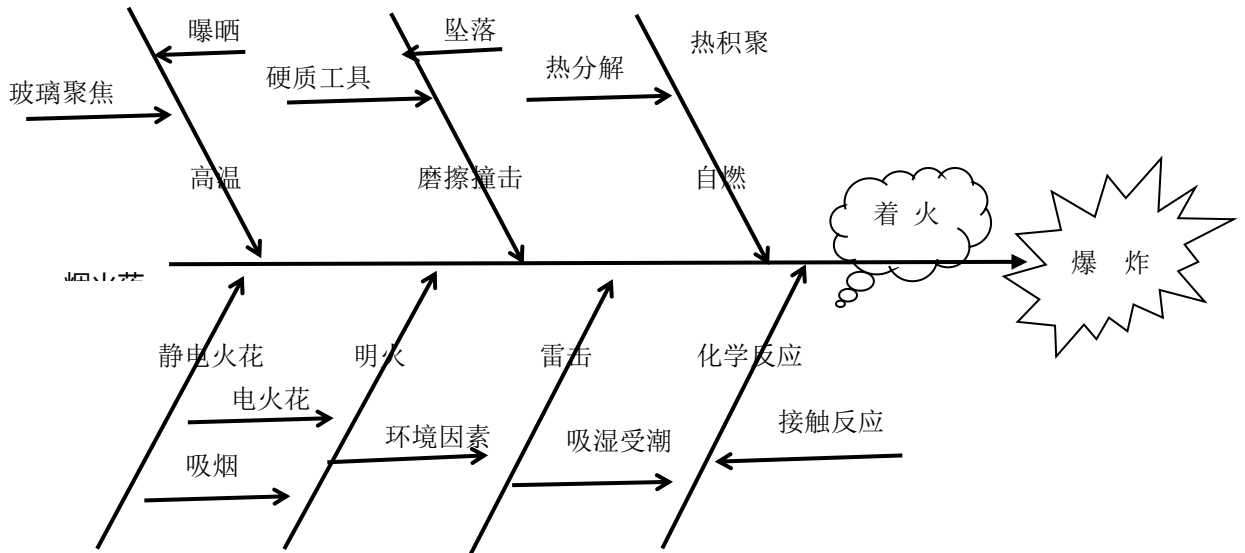 曝晒
坠落
热积聚
硬质工具
热分解
玻璃聚焦
高温
磨擦撞击
自燃
着 火
爆 炸
静电火花
明火
雷击
化学反应
电火花
环境因素
吸湿受潮
接触反应
吸烟